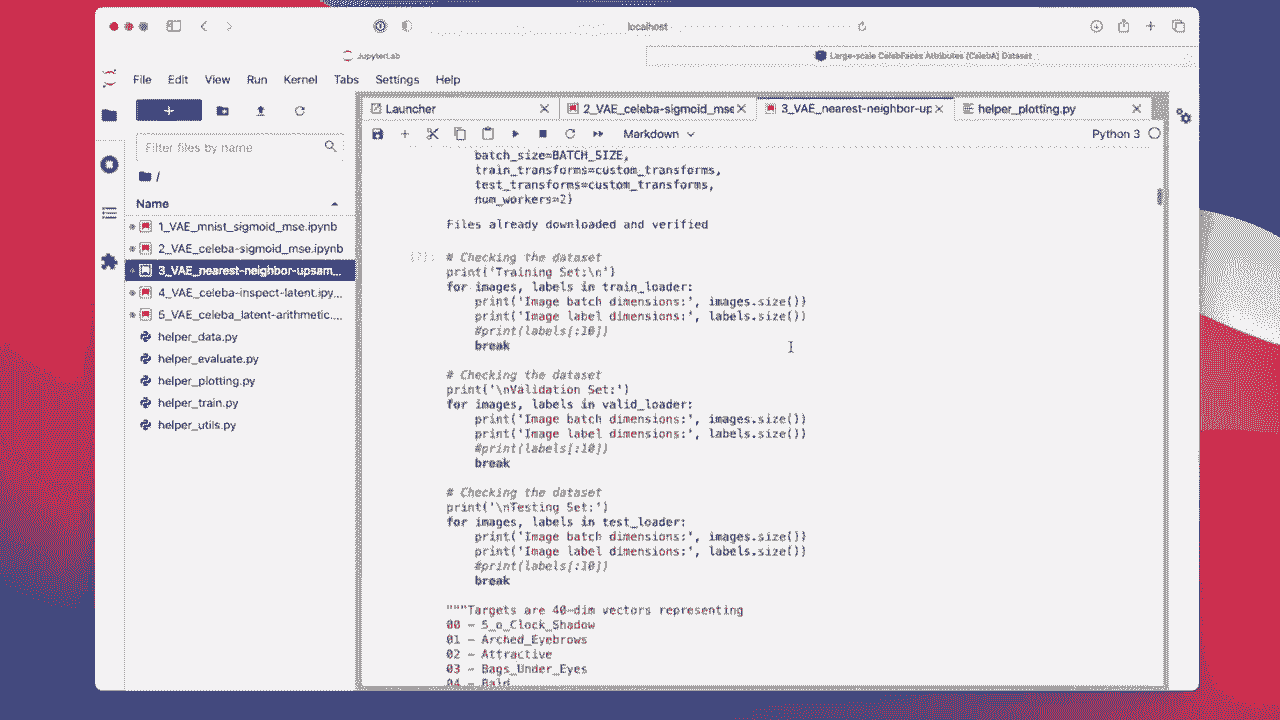 localhost
JupyterLab
Large-scale CelebFaces Attributes (CelebA) Dataset
File Edit View Run Kernel Tabs Settings Help
Launcher
2_VAE_celeba-sigmoid_mse
3_VAE_nearest-neighbor-up
helper_plotting.py
Markdown
Python 3
Filter files by name
/
Name
1_VAE_mnist_sigmoid_mse.ipynb
2_VAE_celeba-sigmoid_mse.ipynb
3_VAE_nearest-neighbor-upsam...
4_VAE_celeba-inspect-latent.ipy...
5_VAE_celeba_latent-arithmetic....
helper_data.py
helper_evaluate.py
helper_plotting.py
helper_train.py
helper_utils.py
batch_size=BATCH_SIZE,
train_transforms=custom_transforms,
test_transforms=custom_transforms,
num_workers=2)
Files already downloaded and verified
# Checking the dataset
print('Training Set:\n')
for images, labels in train_loader:
print('Image batch dimensions:', images.size())
print('Image label dimensions:', labels.size())
#print(labels[:10])
break
# Checking the dataset
print('\nValidation Set:')
for images, labels in valid_loader:
print('Image batch dimensions:', images.size())
print('Image label dimensions:', labels.size())
#print(labels[:10])
break
# Checking the dataset
print('\nTesting Set:')
for images, labels in test_loader:
print('Image batch dimensions:', images.size())
print('Image label dimensions:', labels.size())
#print(labels[:10])
break
"""Targets are 40-dim vectors representing
00 - 5_o_Clock_Shadow
01 - Arched_Eyebrows
02 - Attractive
03 - Bags_Under_Eyes
04 - Bald